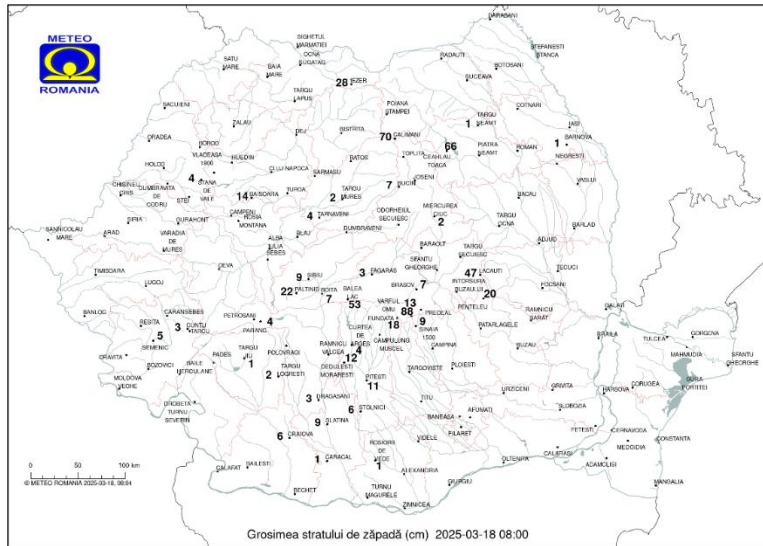 METEO
ROMANIA
DARABANI
SIGHETUL
MARMATIEI
OCNA
SUGATAG
RADAUTI
STEFANESTI
STANCA
SATU
MARE
BAIA
MARE
BOTOSANI
28 IEZER
SUCEAVA
TARGU
LAPUS
POIANA
STAMPEI
COTNARI
SACUIENI
ZALAU
1 TARGU
NEAMT
IASI
ORADEA
DEJ
BISTRITA
70 CALIMANI
1 BARNOVA
BOROD
66
CEAHLAU
TOACA
PIATRA
NEAMT
ROMAN
VLADEASA
1800
HUEDIN
BATOS
TOPLITA
NEGRESTI
HOLOD
CLUJ-NAPOCA
SARMASU
JOSENI
4 STANA
DE
VALE
7 BUCIN
VASLUI
CHISINEU
CRIS
DUMBRAVITA
DE
CODRU
STEI
14 BAISOARA
TURDA
2 TARGU
MURES
BACAU
MIERCUREA
CIUC
2
SIRIA
GURAHONT
CAMPENI
ROSIA
MONTANA
4 TARNAVENI
ODORHEIUL
SECUIESC
TARGU
OCNA
BARLAD
SANNICOLAU
MARE
ARAD
VARADIA
DE
MURES
ALBA
IULIA
BLAJ
DUMBRAVENI
BARAOLT
ADJUD
SEBES
SFANTU
GHEORGHE
TARGU
SECUIESC
TIMISOARA
DEVA
9 SIBIU
3 FAGARAS
47 LACAUTI
TECUCI
LUGOJ
22 PALTINIS
BOITA
7
BALEA
LAC
53
BRASOV 7
INTORSURA
BUZAULUI
20
PENTELEU
FOCSANI
GALATI
BANLOG
CARANSEBES
PETROSANI
4
PARANG
VARFUL
OMU
13
88
PREDEAL
RAMNICU
SARAT
RESITA
3 CUNTU
TARCU
FUNDATA
18
9
SINAIA
1500
PATARLAGELE
GORGOVA
5
SEMENIC
POLOVRAGI
CURTEA
DE
ARGES
4
CAMPULUNG
MUSCEL
CAMPINA
BUZAU
BRAILA
TULCEA
MAHMUDIA
ORAVITA
BOZOVICI
BAILE
HERCULANE
PADES
TARGU
JIU
1
RAMNICU
VALCEA
12
DEDULESTI
MORARESTI
TARGOVISTE
PLOIESTI
SFANTU
GHEORGHE
MOLDOVA
VECHE
2 TARGU
LOGRESTI
PITESTI
11
URZICENI
GRIVITA
HARSOVA
CORUGEA
GURA
PORTITEI
DROBETA
TURNU
SEVERIN
3 DRAGASANI
6 STOLNICI
TITU
BANEASA
AFUMATI
SLOBOZIA
9 SLATINA
FILARET
FETESTI
CERNAVODA
6 CRAIOVA
ROSIORI
DE
VEDE
1
VIDELE
MEDGIDIA
CONSTANTA
CALAFAT
BAILESTI
1 CARACAL
ALEXANDRIA
OLTENITA
CALARASI
ADAMCLISI
BECHET
TURNU
MAGURELE
GIURGIU
MANGALIA
ZIMNICEA
0 50 100 km
© METEO ROMANIA 2025-03-18, 08:04
Grosimea stratului de zăpadă (cm) 2025-03-18 08:00